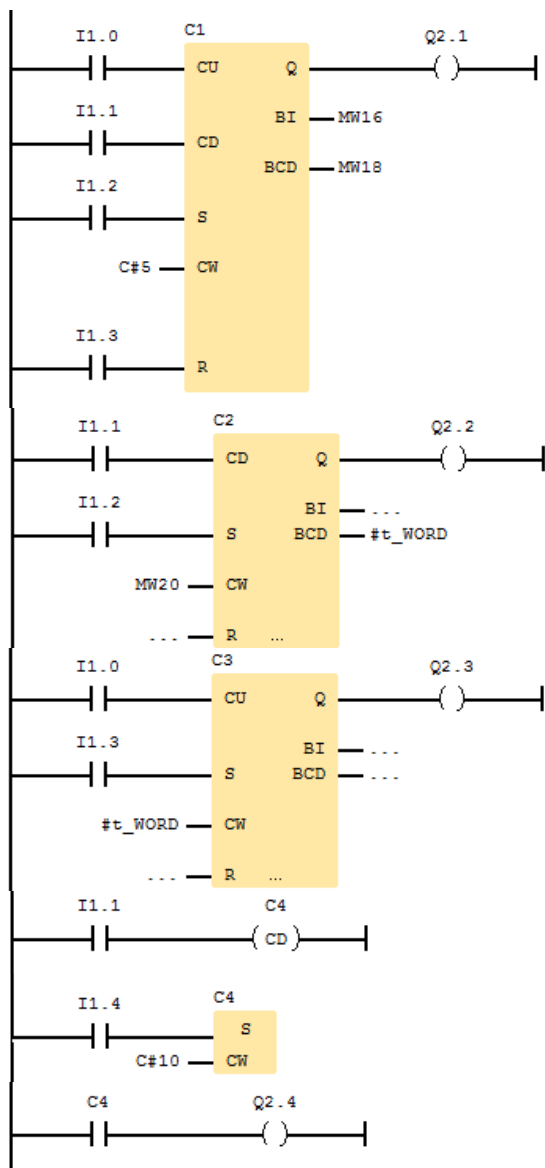 I1.0 C1 Q2.1
CU Q
I1.1 BI MW16
CD
BCD MW18
I1.2
S
C#5 CW
I1.3
R
I1.1 C2 Q2.2
CD Q
I1.2 BI ...
S BCD #t_WORD
MW20 CW
... R ...
I1.0 C3 Q2.3
CU Q
I1.3 BI ...
S BCD ...
#t_WORD CW
... R ...
I1.1 C4
CD
I1.4 C4
S
C#10 CW
C4 Q2.4